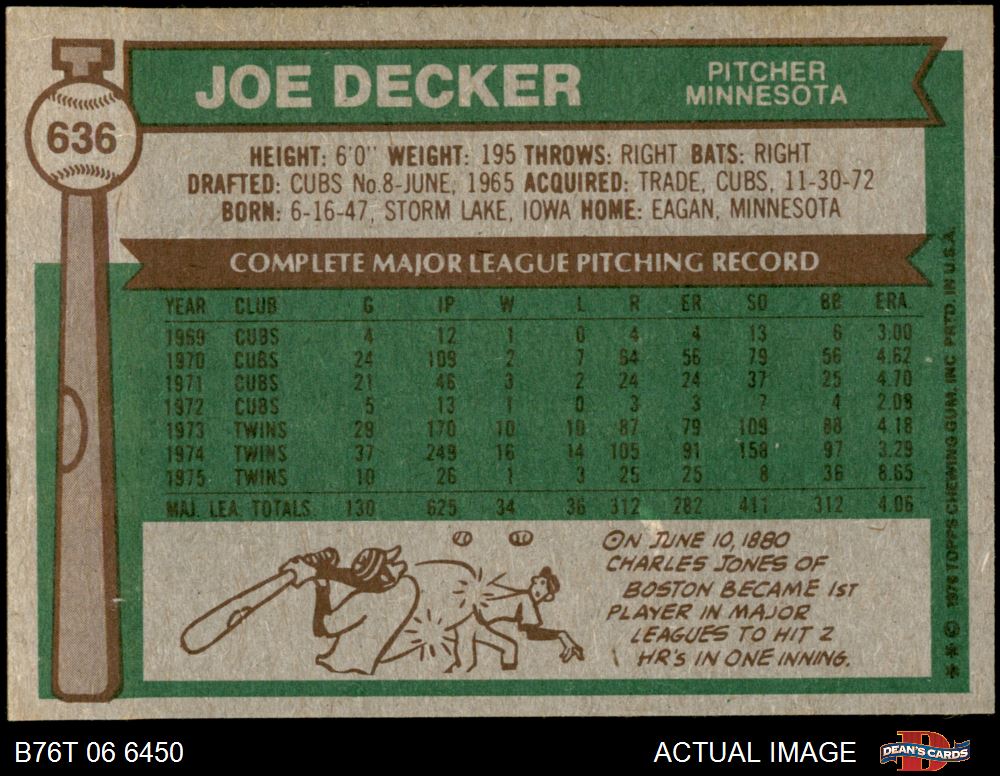 JOE DECKER
PITCHER
MINNESOTA
636
HEIGHT: 6'0" WEIGHT: 195 THROWS: RIGHT BATS: RIGHT
DRAFTED: CUBS No.8-JUNE, 1965 ACQUIRED: TRADE, CUBS, 11-30-72
BORN: 6-16-47, STORM LAKE, IOWA HOME: EAGAN, MINNESOTA
COMPLETE MAJOR LEAGUE PITCHING RECORD
YEAR CLUB G IP W L R ER SO BB ERA
1969 CUBS 4 12 1 0 4 4 13 6 3.00
1970 CUBS 24 109 2 7 64 56 79 56 4.62
1971 CUBS 21 46 3 2 24 24 37 25 4.70
1972 CUBS 5 13 1 0 3 3 7 4 2.08
1973 TWINS 29 170 10 10 87 79 109 88 4.18
1974 TWINS 37 249 16 14 105 91 158 97 3.29
1975 TWINS 10 26 1 3 25 25 8 36 8.65
MAJ. LEA. TOTALS 130 625 34 36 312 282 411 312 4.06
ON JUNE 10, 1880
CHARLES JONES OF
BOSTON BECAME 1ST
PLAYER IN MAJOR
LEAGUES TO HIT 2
HR'S IN ONE INNING.
** © 1976 TOPPS CHEWING GUM, INC. PRTD. IN U.S.A.
B76T 06 6450
ACTUAL IMAGE
DEAN'S CARDS